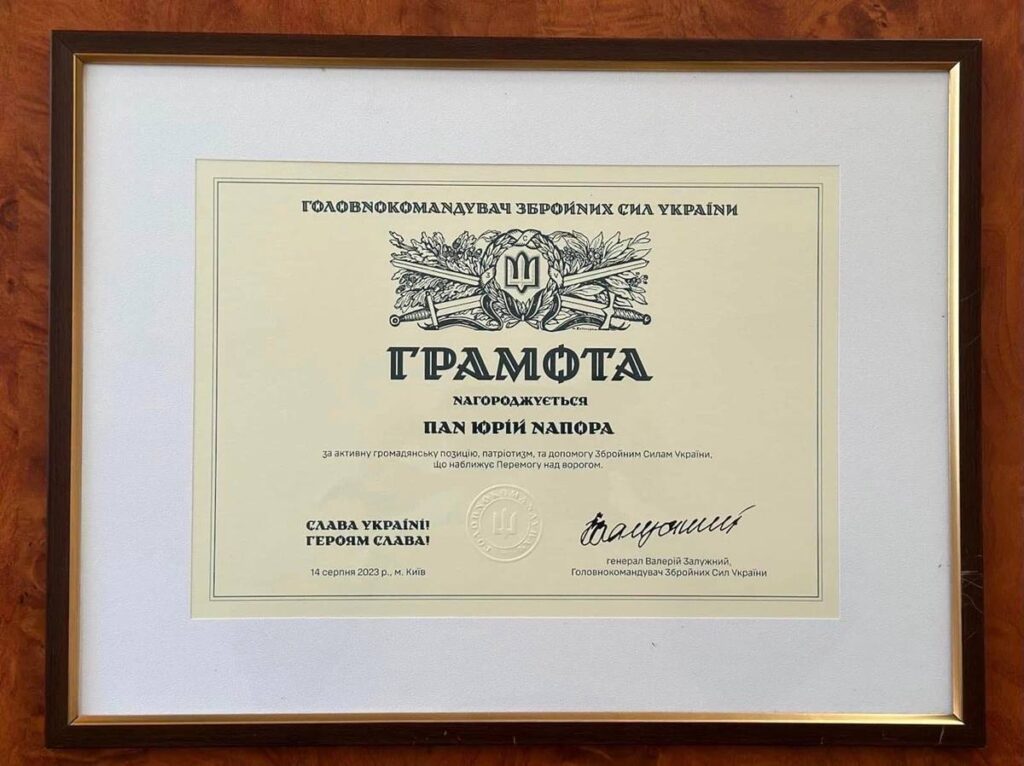 ГОЛОВНОКОМАНДУВАЧ ЗБРОЙНИХ СИЛ УКРАЇНИ
ГРАМОТА
НАГОРОДЖУЄТЬСЯ
ПАН ЮРІЙ НАПОРА
за активну громадянську позицію, патріотизм, та допомогу Збройним Силам України,
що наближує Перемогу над ворогом.
СЛАВА УКРАЇНІ!
ГЕРОЯМ СЛАВА!
14 серпня 2023 р., м. Київ
ГОЛОВНОКОМАНДУВАЧ
Залужний
генерал Валерій Залужний,
Головнокомандувач Збройних Сил України